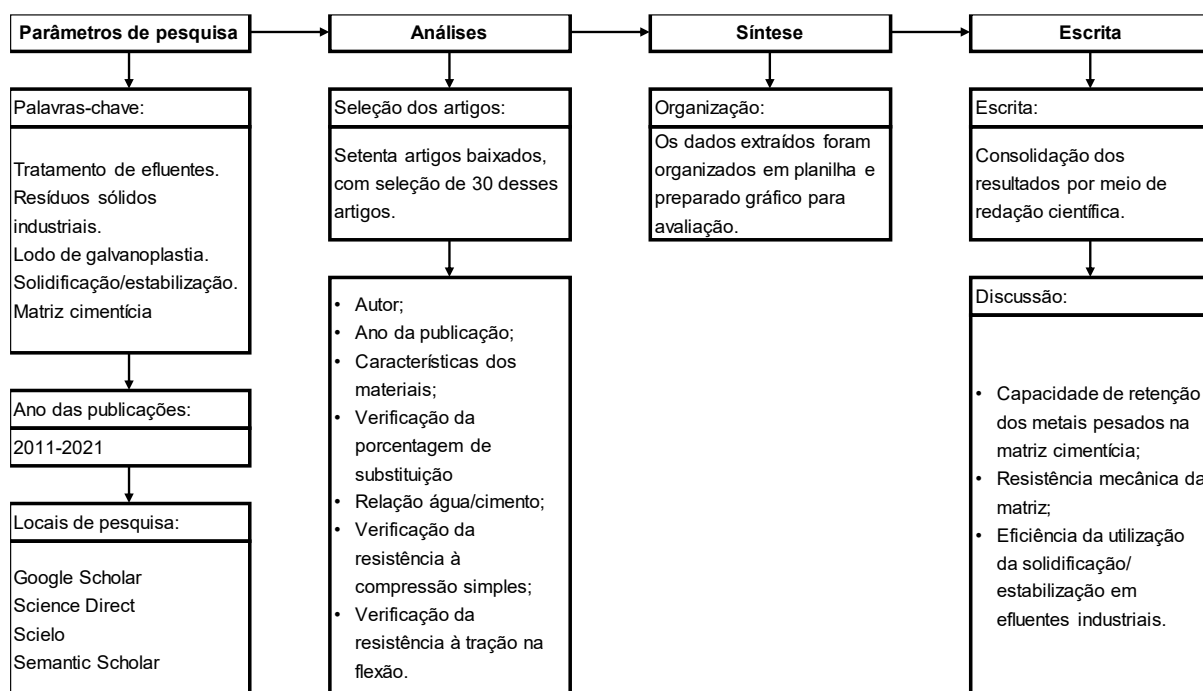 Parâmetros de pesquisa
Palavras-chave:
Tratamento de efluentes.
Resíduos sólidos
industriais.
Lodo de galvanoplastia.
Solidificação/estabilização.
Matriz cimentícia
Ano das publicações:
2011-2021
Locais de pesquisa:
Google Scholar
Science Direct
Scielo
Semantic Scholar
Análises
Seleção dos artigos:
Setenta artigos baixados,
com seleção de 30 desses
artigos.
• Autor;
• Ano da publicação;
• Características dos
materiais;
• Verificação da
porcentagem de
substituição
• Relação água/cimento;
• Verificação da
resistência à
compressão simples;
• Verificação da
resistência à tração na
flexão.
Síntese
Organização:
Os dados extraídos foram
organizados em planilha e
preparado gráfico para
avaliação.
Escrita
Escrita:
Consolidação dos
resultados por meio de
redação científica.
Discussão:
• Capacidade de retenção
dos metais pesados na
matriz cimentícia;
• Resistência mecânica da
matriz;
• Eficiência da utilização
da solidificação/
estabilização em
efluentes industriais.